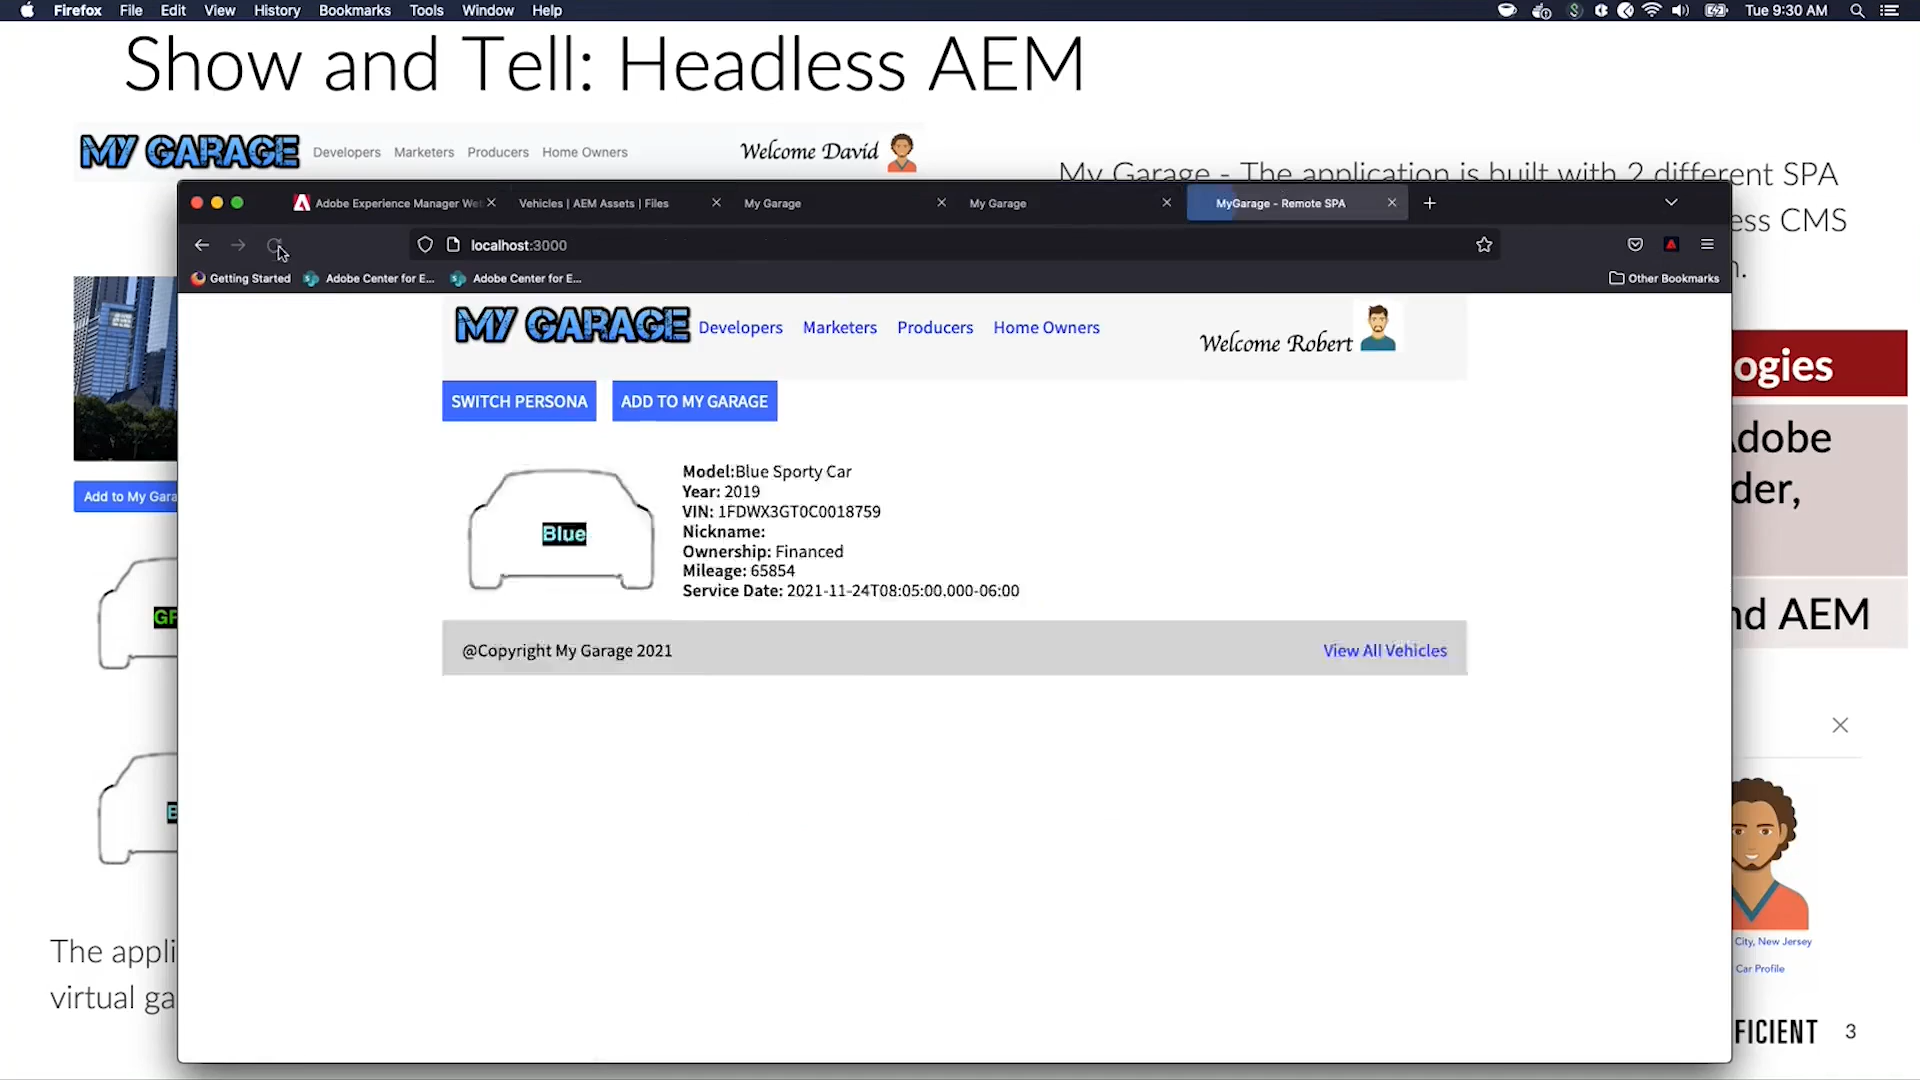 Firefox File Edit View History Bookmarks Tools Window Help Tue 9:30 AM
Show and Tell: Headless AEM
MY GARAGE Developers Marketers Producers Home Owners Welcome David
My Garage - The application is built with 2 different SPA
ess CMS
Adobe Experience Manager We
Vehicles | AEM Assets | Files
My Garage
My Garage
MyGarage - Remote SPA
localhost:3000
Getting Started Adobe Center for E... Adobe Center for E... Other Bookmarks
MY GARAGE Developers Marketers Producers Home Owners Welcome Robert
SWITCH PERSONA ADD TO MY GARAGE
Blue
Model:Blue Sporty Car
Year: 2019
VIN: 1FDWX3GT0C0018759
Nickname:
Ownership: Financed
Mileage: 65854
Service Date: 2021-11-24T08:05:00.000-06:00
@Copyright My Garage 2021 View All Vehicles
Add to My Gara
ogies
Adobe
der,
nd AEM
City, New Jersey
Car Profile
The appli
virtual ga
FICIENT 3